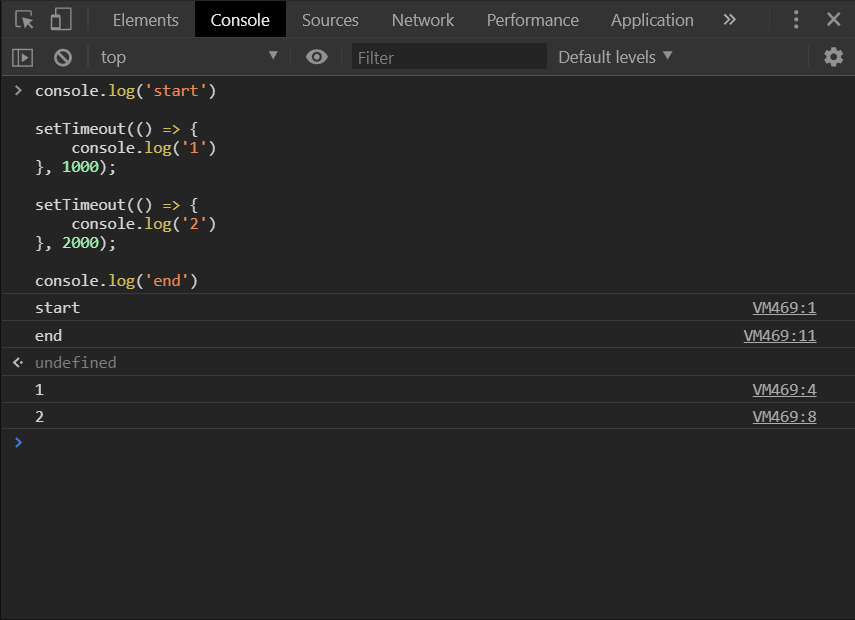 Elements Console Sources Network Performance Application »
top ▼ Filter Default levels ▼
> console.log('start')
setTimeout(() => {
    console.log('1')
}, 1000);
setTimeout(() => {
    console.log('2')
}, 2000);
console.log('end')
start VM469:1
end VM469:11
undefined
1 VM469:4
2 VM469:8
>